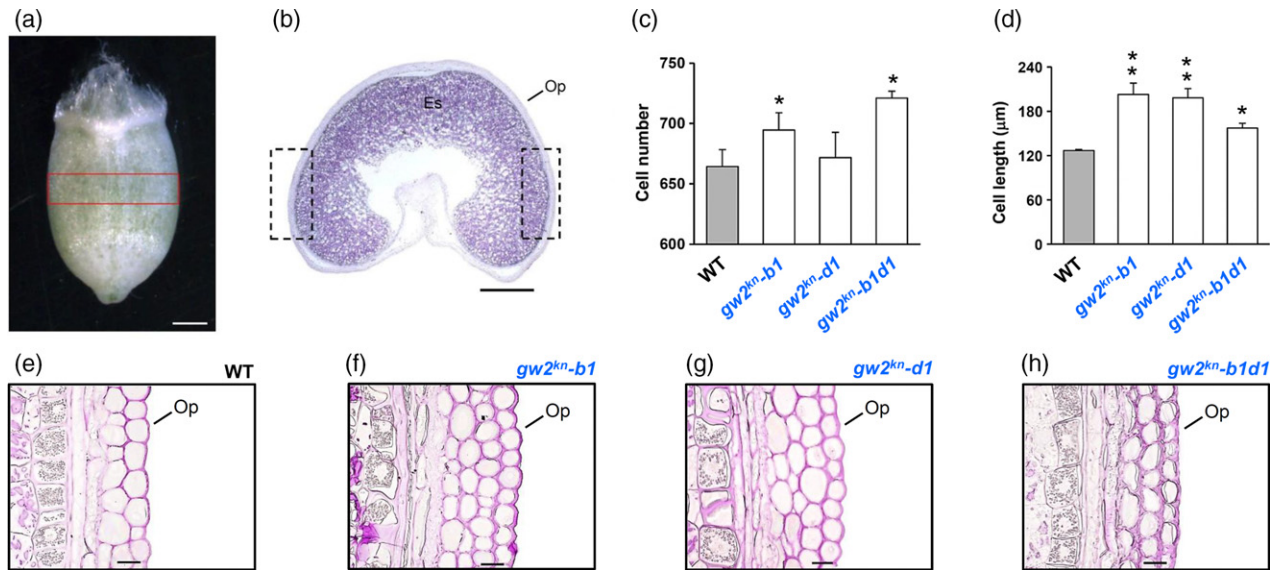 (a)
(b)
Op
Es
(c)
Cell number
750
700
650
600
*
*
WT
gw2kn-b1
gw2kn-d1
gw2kn-b1d1
(d)
Cell length (μm)
240
180
120
60
0
**
**
*
WT
gw2kn-b1
gw2kn-d1
gw2kn-b1d1
(e) WT
Op
(f) gw2kn-b1
Op
(g) gw2kn-d1
Op
(h) gw2kn-b1d1
Op